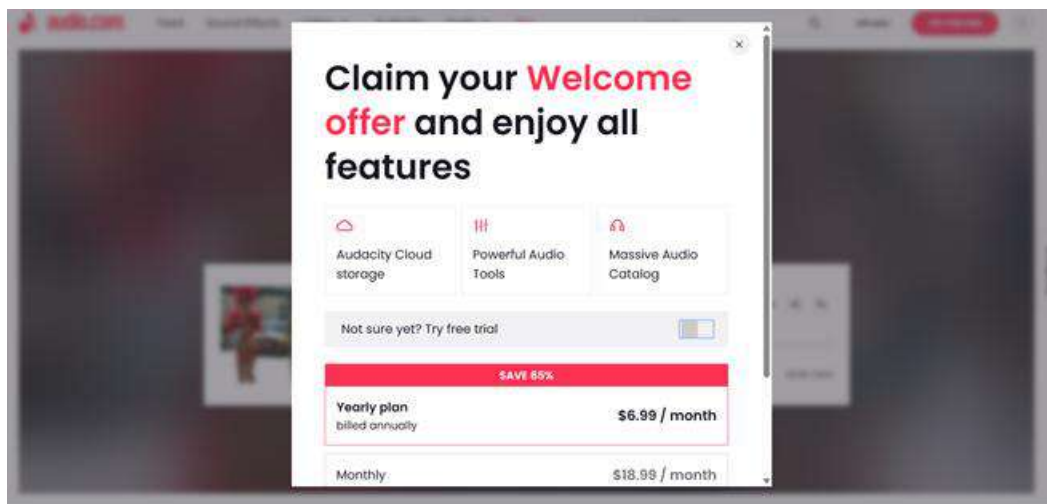 audio.com
Claim your Welcome
offer and enjoy all
features
Audacity Cloud
storage
Powerful Audio
Tools
Massive Audio
Catalog
Not sure yet? Try free trial
SAVE 65%
Yearly plan
billed annually
$6.99 / month
Monthly
$18.99 / month